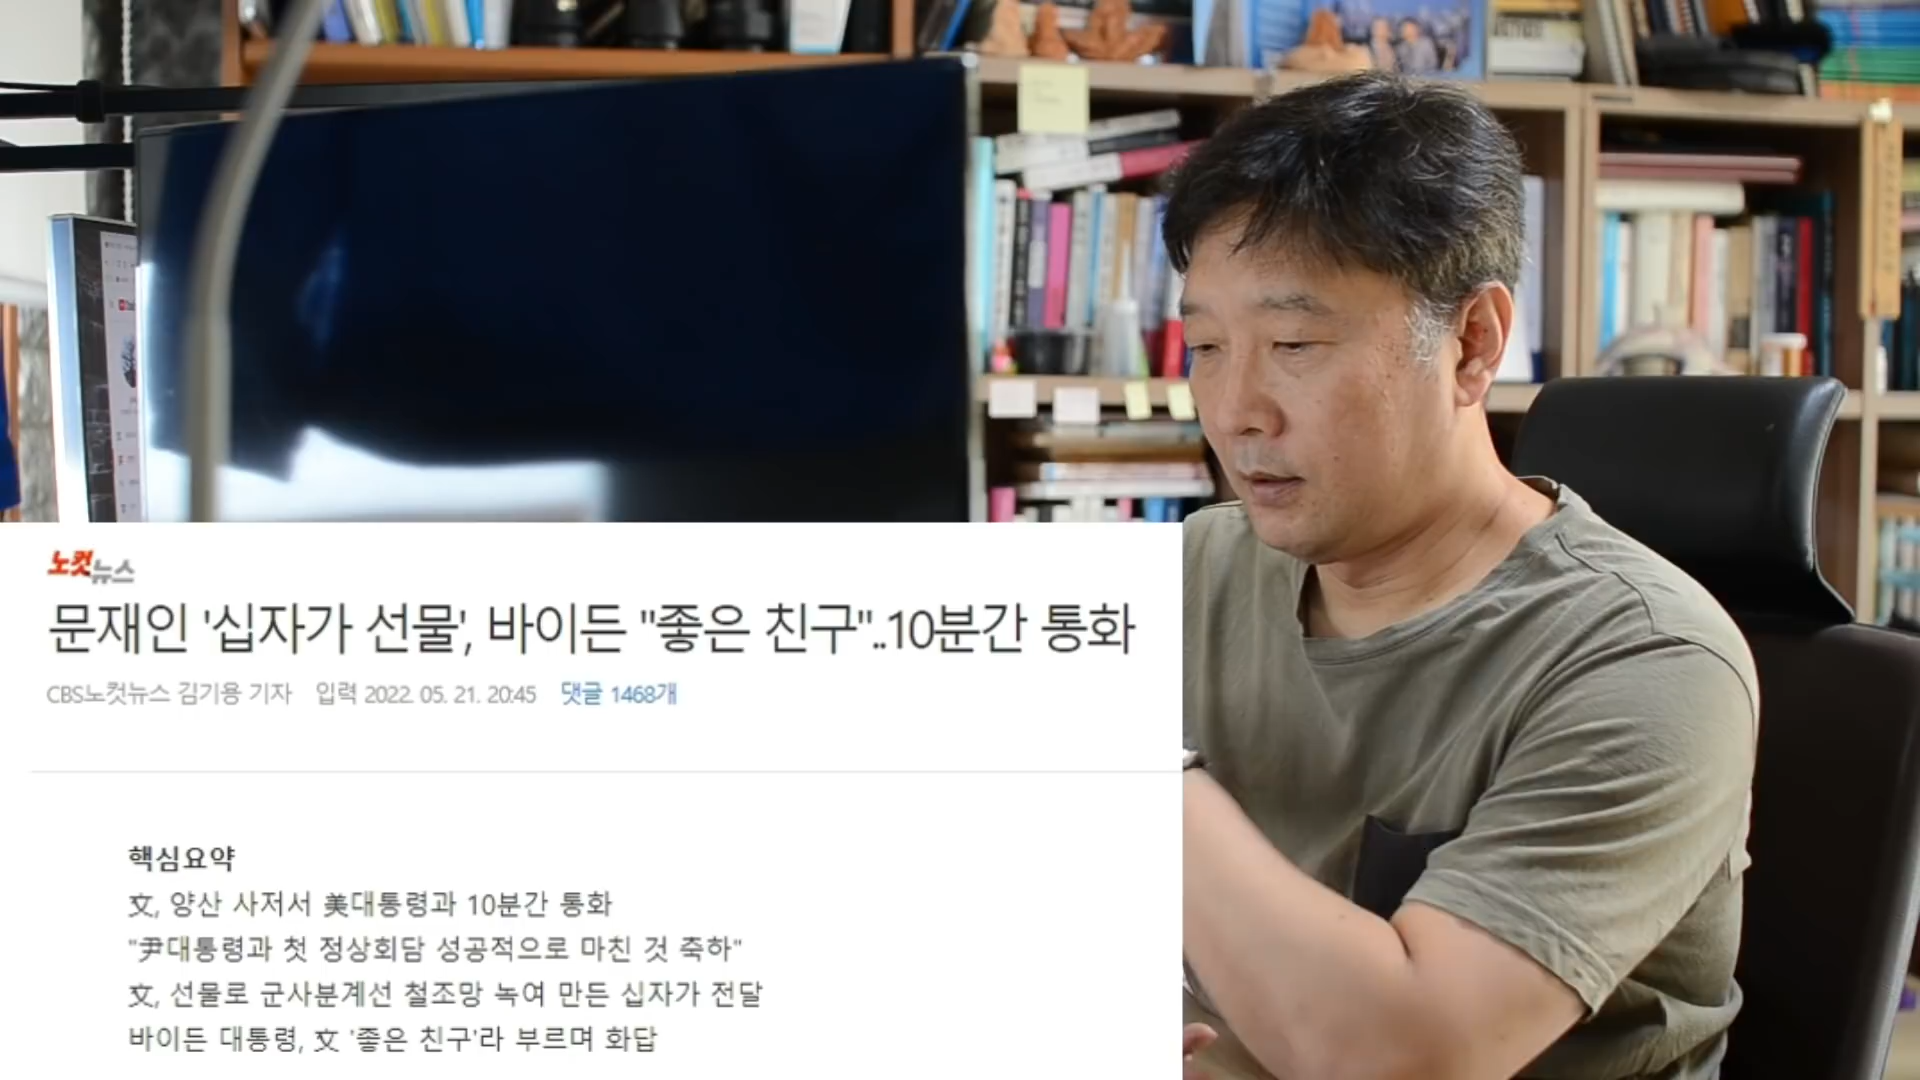 노컷뉴스
문재인 '십자가 선물', 바이든 "좋은 친구"..10분간 통화
CBS노컷뉴스 김기용 기자 입력 2022. 05. 21. 20:45 댓글 1468개
핵심요약
文, 양산 사저서 美대통령과 10분간 통화
"尹대통령과 첫 정상회담 성공적으로 마친 것 축하"
文, 선물로 군사분계선 철조망 녹여 만든 십자가 전달
바이든 대통령, 文 '좋은 친구'라 부르며 화답